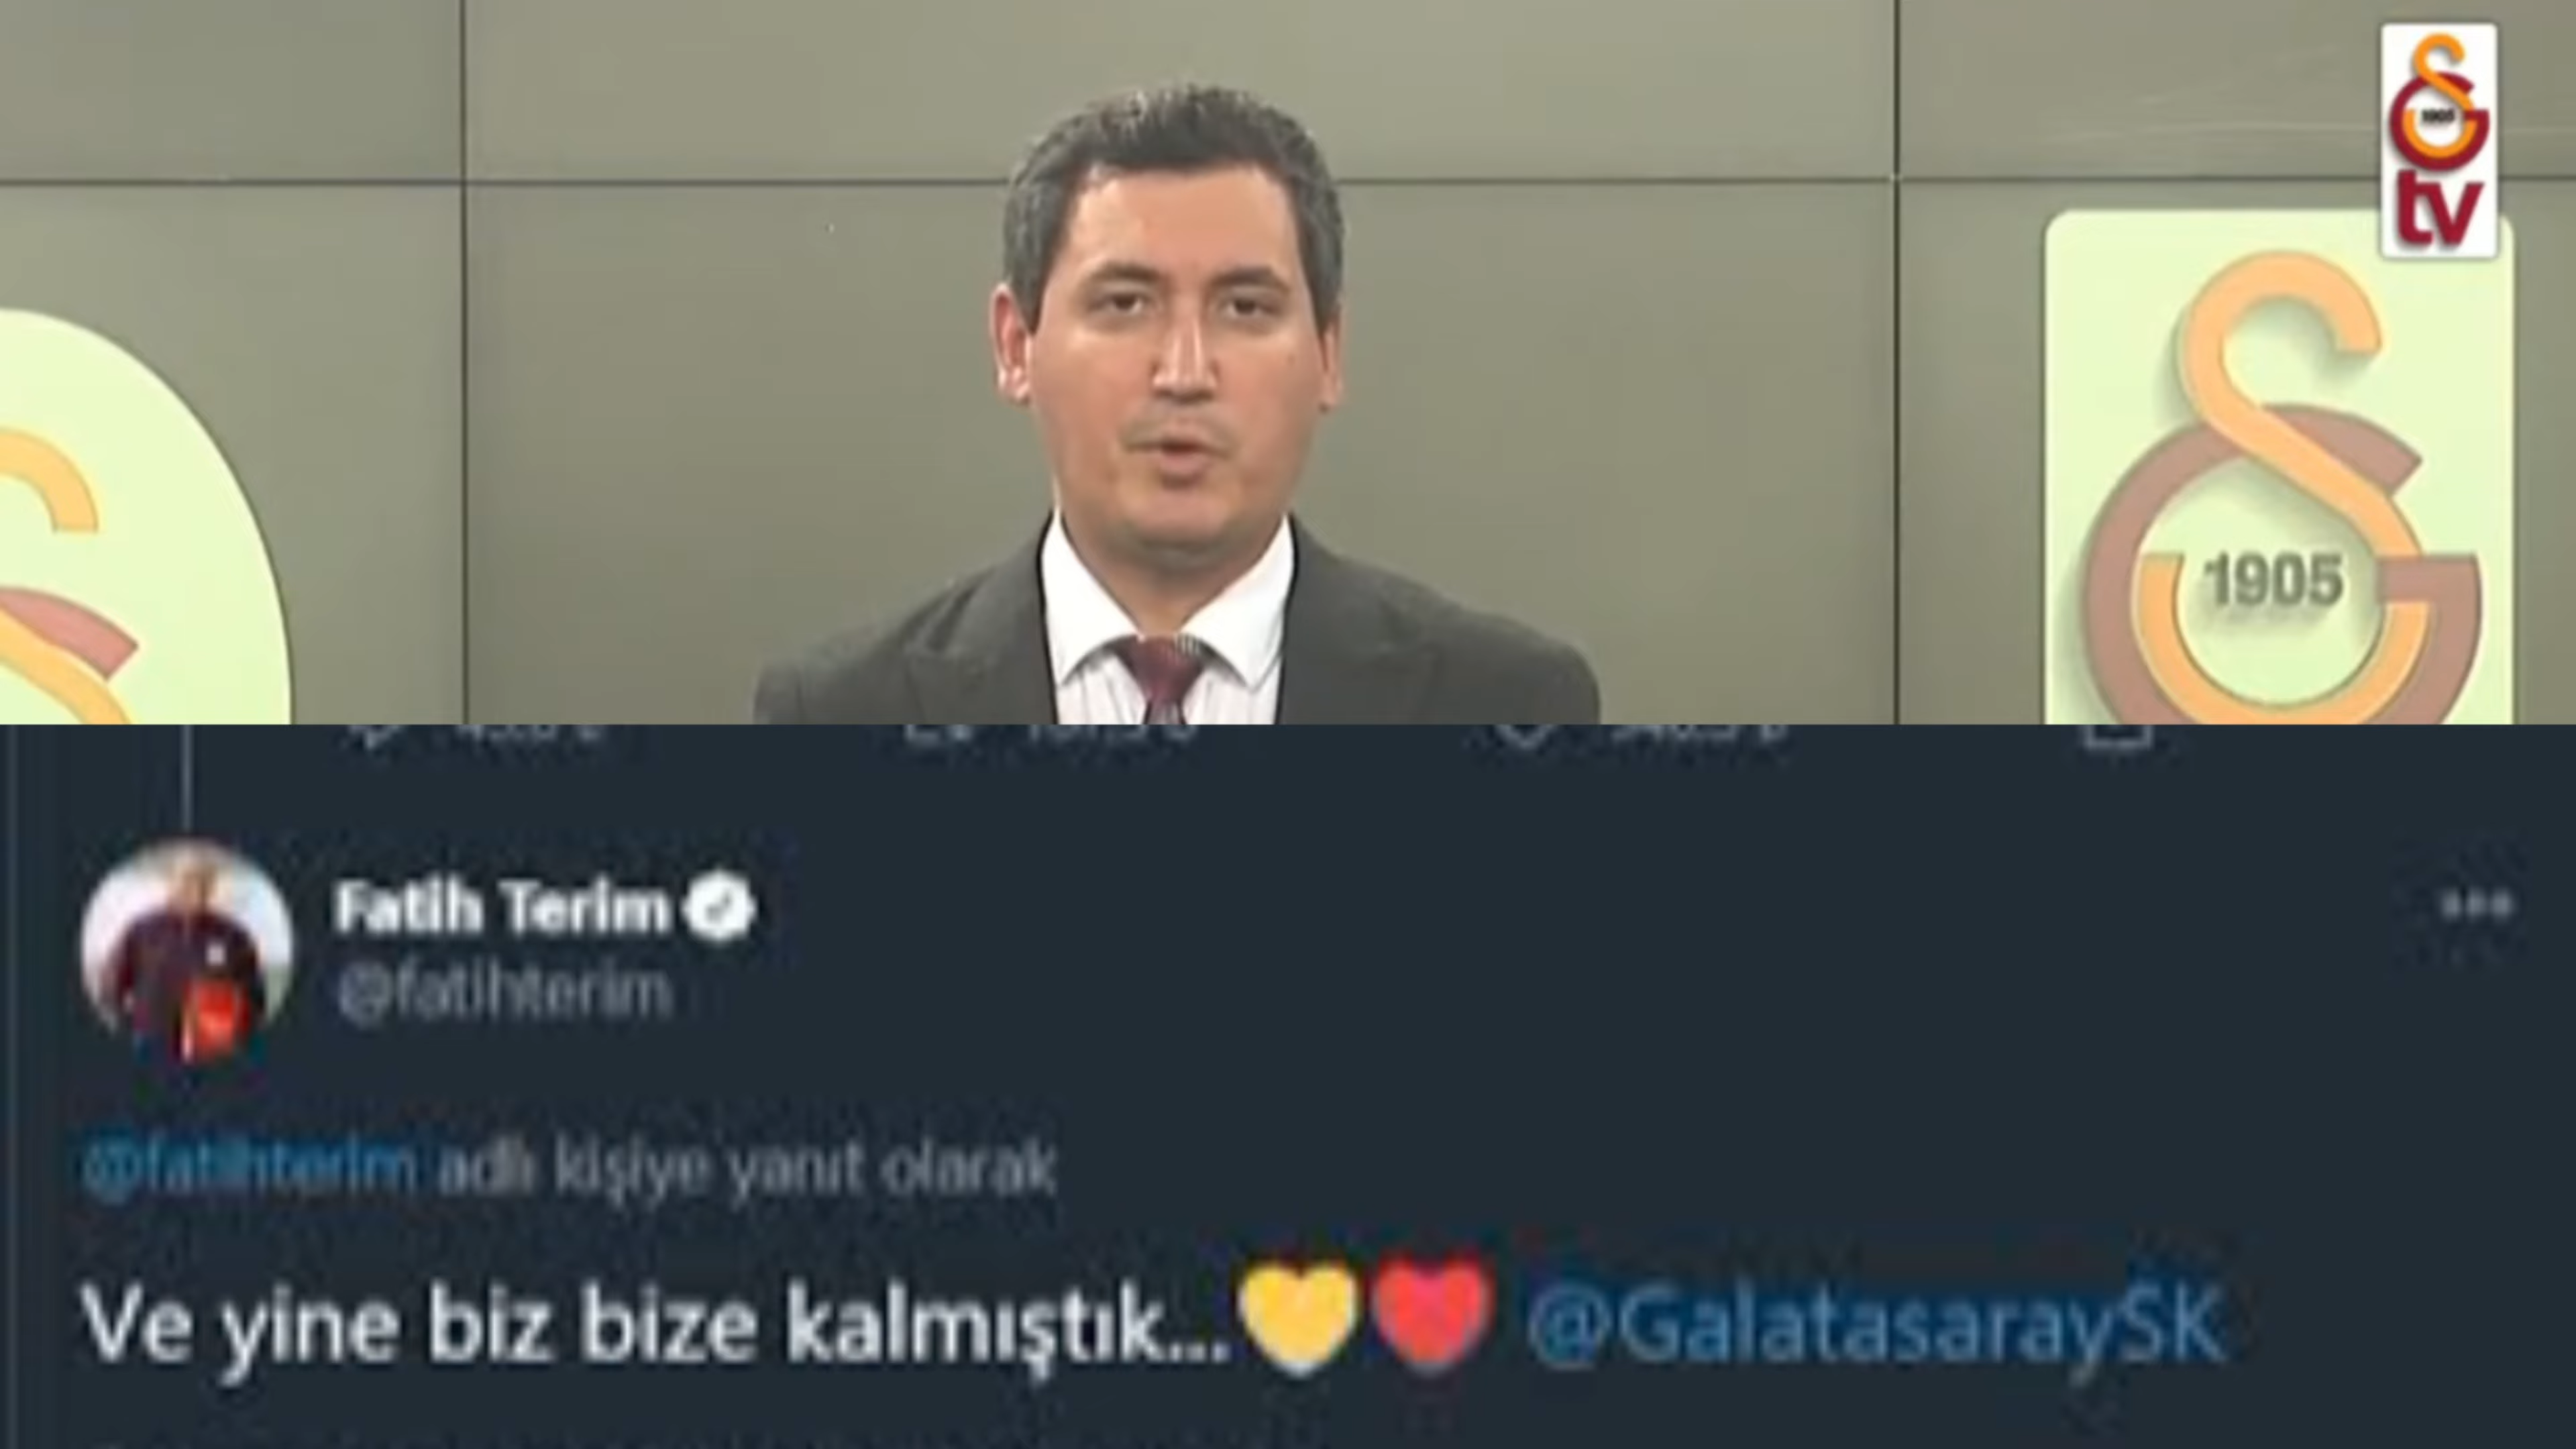 1905
tv
1905
Fatih Terim
@fatihterim
@fatihterim adlı kişiye yanıt olarak
Ve yine biz bize kalmıştık...💛❤️ @GalatasaraySK